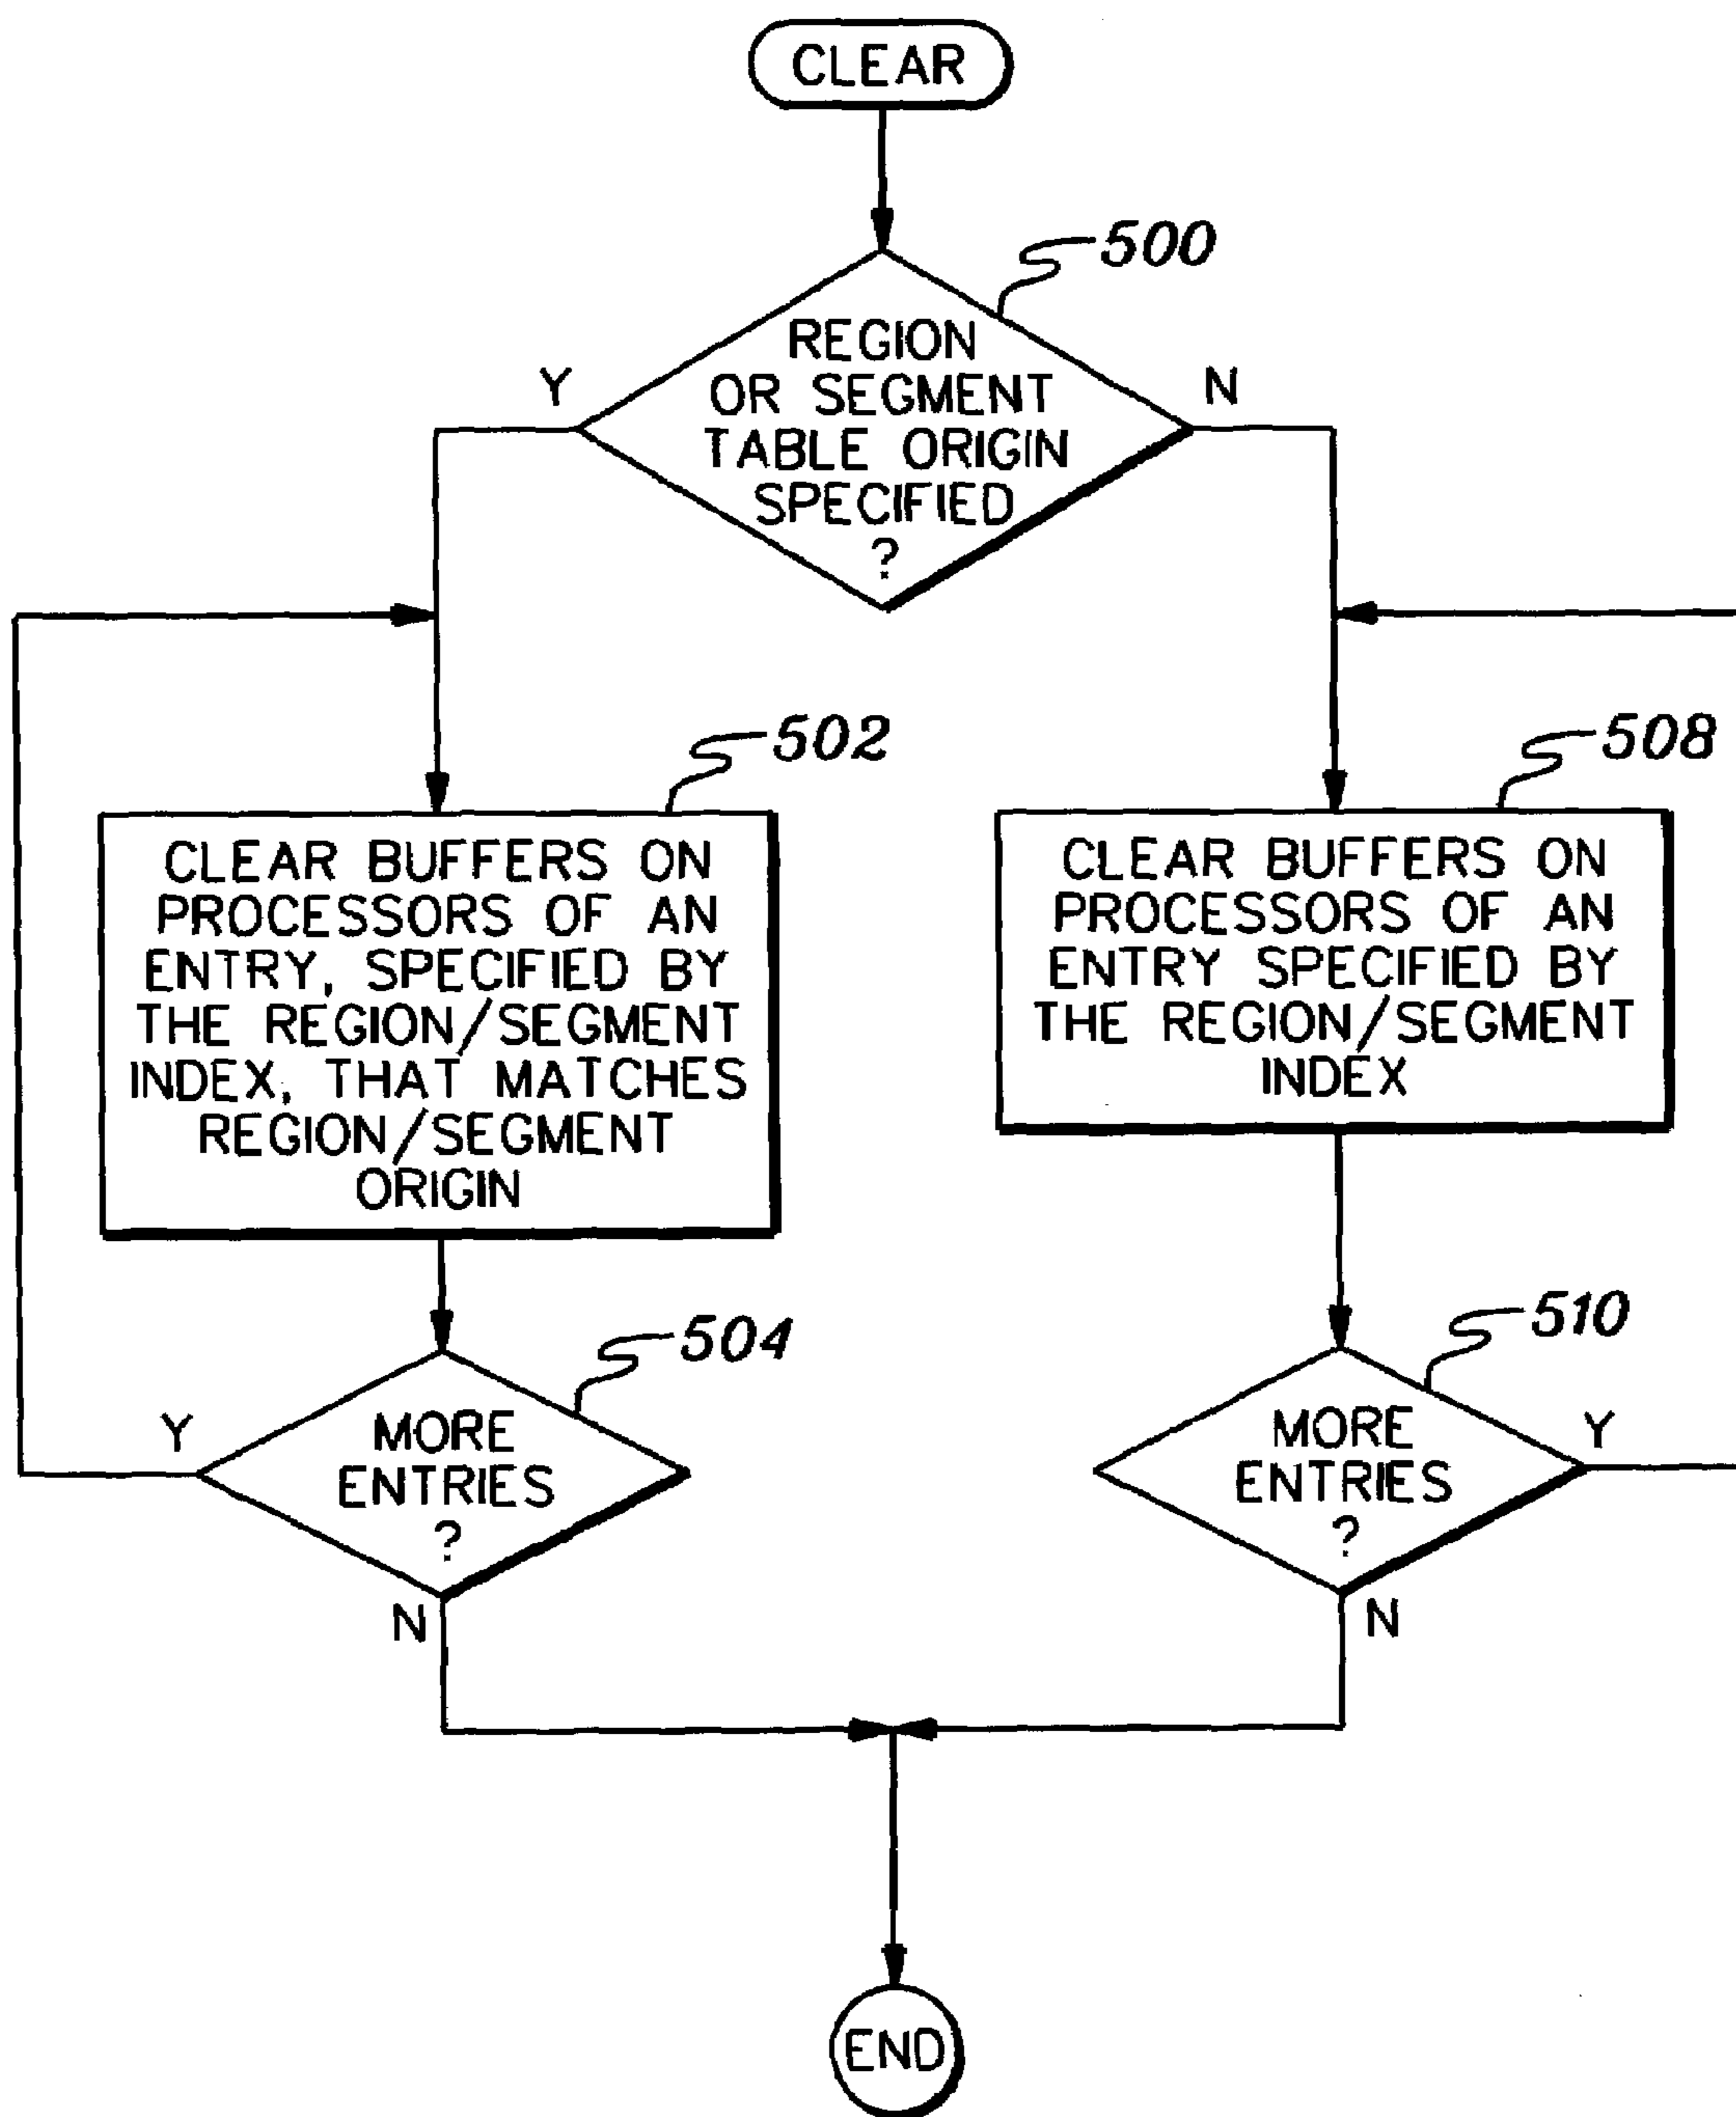 CLEAR
500
REGION
OR SEGMENT
TABLE ORIGIN
SPECIFIED
?
Y
N
502
CLEAR BUFFERS ON
PROCESSORS OF AN
ENTRY, SPECIFIED BY
THE REGION/SEGMENT
INDEX, THAT MATCHES
REGION/SEGMENT
ORIGIN
508
CLEAR BUFFERS ON
PROCESSORS OF AN
ENTRY SPECIFIED BY
THE REGION/SEGMENT
INDEX
504
Y
MORE
ENTRIES
?
N
510
MORE
ENTRIES
?
Y
N
END